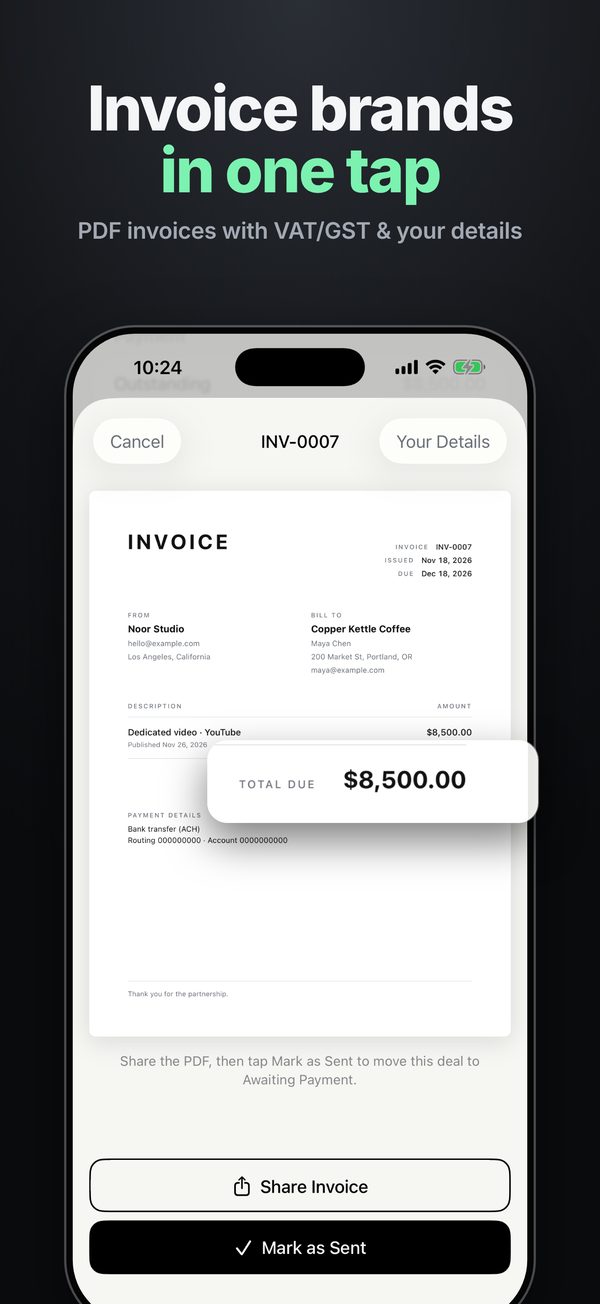 Invoice brands
in one tap
PDF invoices with VAT/GST & your details
10:24
Outstanding $8,500.00
Cancel
INV-0007
Your Details
INVOICE
INVOICE INV-0007
ISSUED Nov 18, 2026
DUE Dec 18, 2026
FROM
Noor Studio
hello@example.com
Los Angeles, California
BILL TO
Copper Kettle Coffee
Maya Chen
200 Market St, Portland, OR
maya@example.com
DESCRIPTION AMOUNT
Dedicated video · YouTube $8,500.00
Published Nov 26, 2026
TOTAL DUE $8,500.00
PAYMENT DETAILS
Bank transfer (ACH)
Routing 000000000 · Account 0000000000
Thank you for the partnership.
Share the PDF, then tap Mark as Sent to move this deal to
Awaiting Payment.
Share Invoice
Mark as Sent